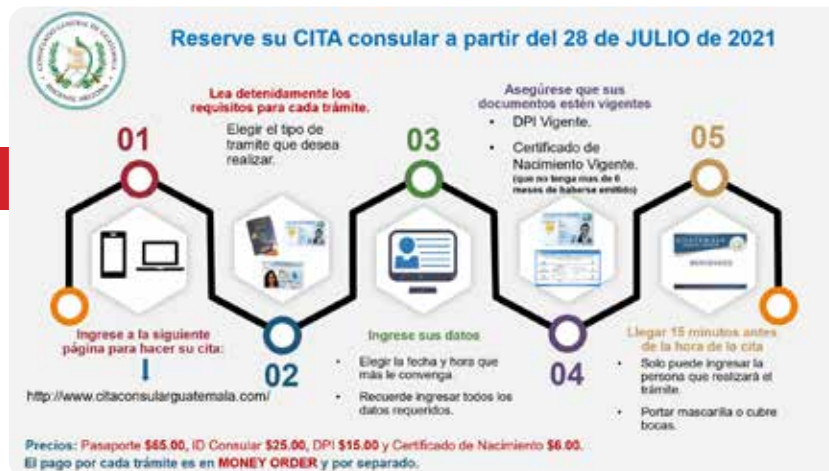 Reserve su CITA consular a partir del 28 de JULIO de 2021
CONSULADO GENERAL DE GUATEMALA
01
Ingrese a la siguiente
página para hacer su cita:
http://www.citaconsularguatemala.com/
Lea detenidamente los
requisitos para cada trámite.
Elegir el tipo de
tramite que desea
realizar.
02
03
Ingrese sus datos
• Elegir la fecha y hora que
más le convenga
• Recuerde ingresar todos los
datos requeridos.
Asegúrese que sus
documentos estén vigentes
• DPI Vigente.
• Certificado de
Nacimiento Vigente.
(que no tenga mas de 6
meses de haberse emitido)
04
05
GUATEMALA
Llegar 15 minutos antes
de la hora de la cita
• Solo puede ingresar la
persona que realizará el
trámite.
• Portar mascarilla o cubre
bocas.
Precios: Pasaporte $65.00, ID Consular $25.00, DPI $15.00 y Certificado de Nacimiento $6.00.
El pago por cada trámite es en MONEY ORDER y por separado.